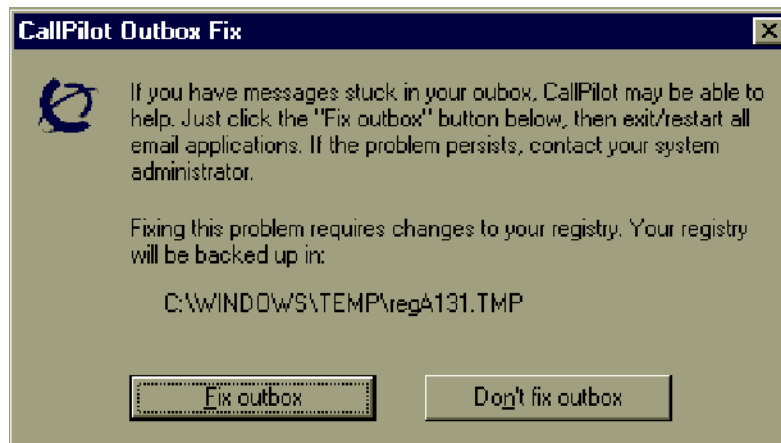 CallPilot Outbox Fix
If you have messages stuck in your oubox, CallPilot may be able to
help. Just click the "Fix outbox" button below, then exit/restart all
email applications. If the problem persists, contact your system
administrator.
Fixing this problem requires changes to your registry. Your registry
will be backed up in:
C:\WINDOWS\TEMP\regA131.TMP
Fix outbox
Don't fix outbox